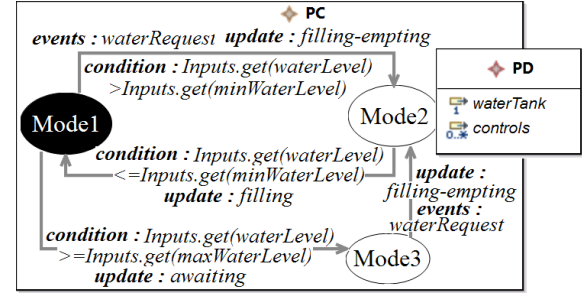 PC
events : waterRequest update : filling-empting
condition : Inputs.get(waterLevel)
>Inputs.get(minWaterLevel)
PD
waterTank
1
controls
0..*
Mode1
Mode2
condition : Inputs.get(waterLevel)
<=Inputs.get(minWaterLevel)
update : filling
update :
filling-empting
events :
waterRequest
condition : Inputs.get(waterLevel)
>=Inputs.get(maxWaterLevel)
update : awaiting
Mode3